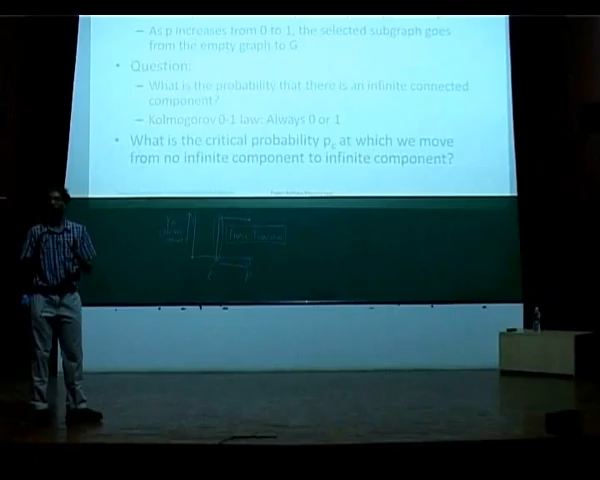 – As p increases from 0 to 1, the selected subgraph goes
from the empty graph to G
• Question:
– What is the probability that there is an infinite connected
component?
– Kolmogorov 0-1 law: Always 0 or 1
• What is the critical probability pc at which we move
from no infinite component to infinite component?